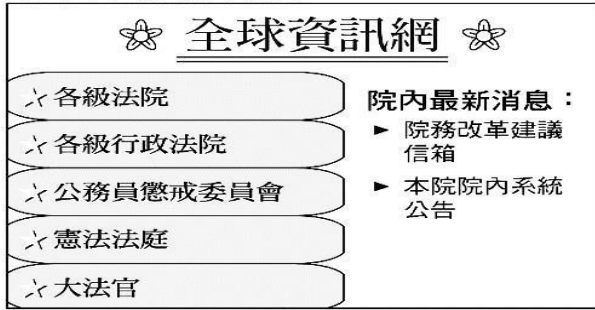 全球資訊網
各級法院
各級行政法院
公務員懲戒委員會
憲法法庭
大法官
院內最新消息：
► 院務改革建議
信箱
► 本院院內系統
公告